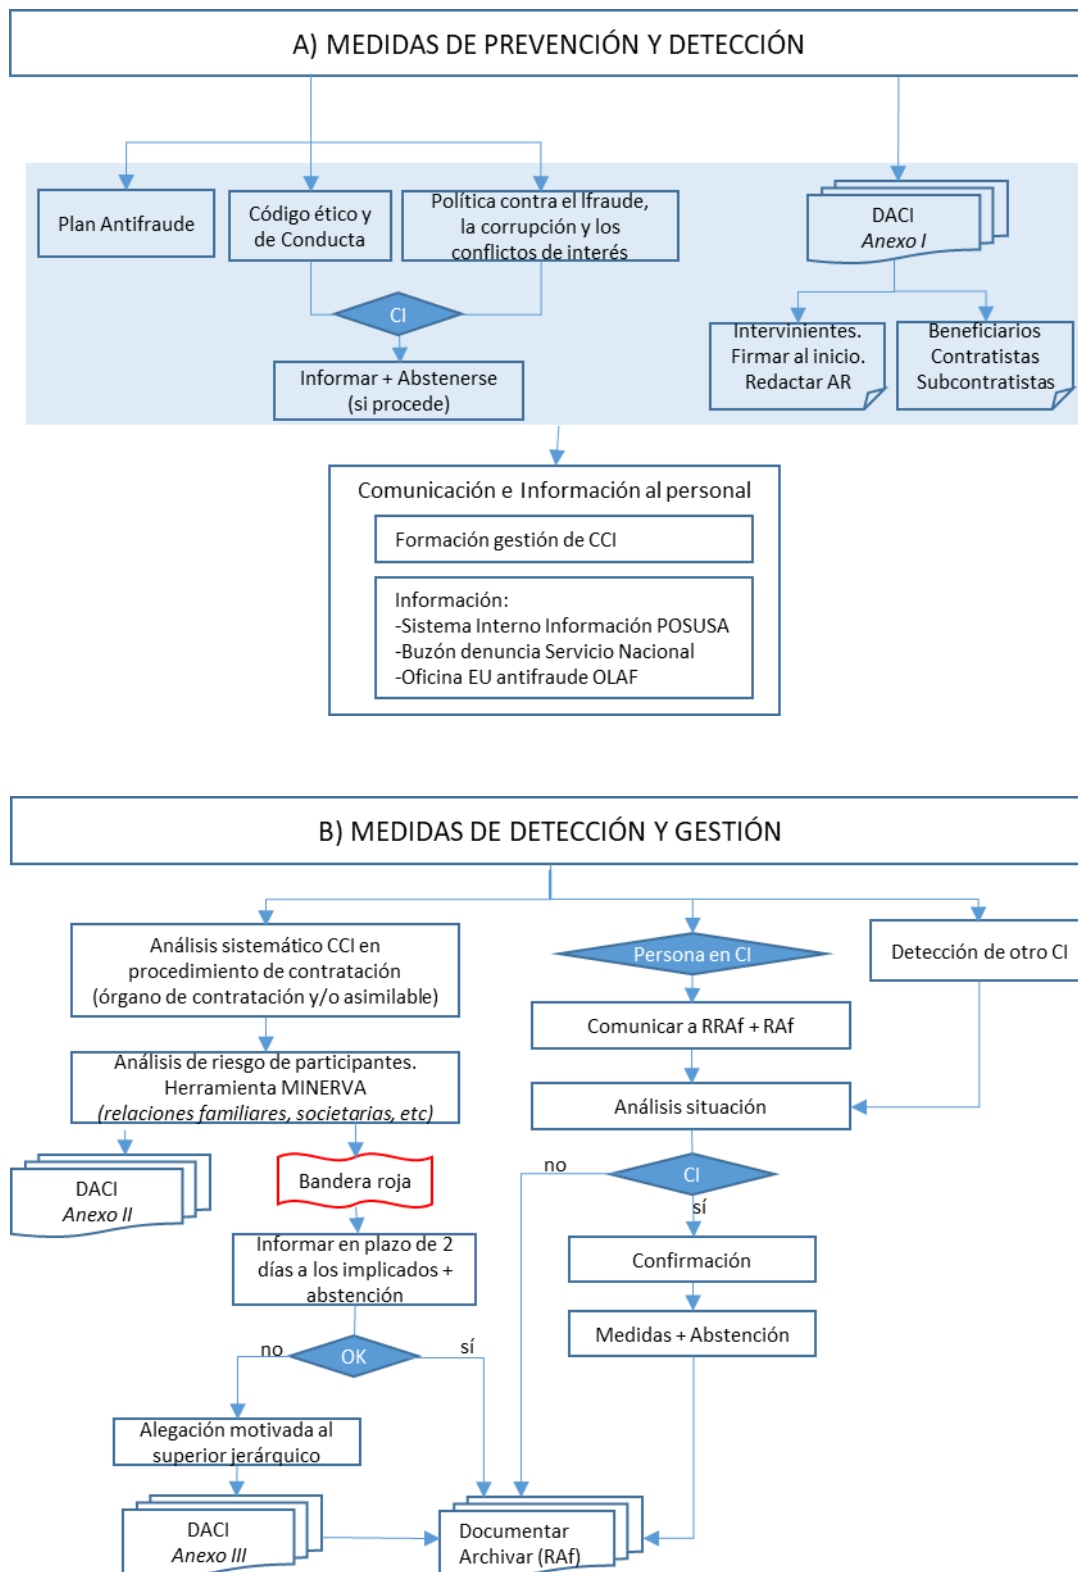 A) MEDIDAS DE PREVENCIÓN Y DETECCIÓN
Plan Antifraude
Código ético y
de Conducta
Política contra el lfraude,
la corrupción y los
conflictos de interés
DACI
Anexo I
CI
Informar + Abstenerse
(si procede)
Intervinientes.
Firmar al inicio.
Redactar AR
Beneficiarios
Contratistas
Subcontratistas
Comunicación e Información al personal
Formación gestión de CCI
Información:
-Sistema Interno Información POSUSA
-Buzón denuncia Servicio Nacional
-Oficina EU antifraude OLAF
B) MEDIDAS DE DETECCIÓN Y GESTIÓN
Análisis sistemático CCI en
procedimiento de contratación
(órgano de contratación y/o asimilable)
Persona en CI
Detección de otro CI
Comunicar a RRAf + RAf
Análisis de riesgo de participantes.
Herramienta MINERVA
(relaciones familiares, societarias, etc)
Análisis situación
DACI
Anexo II
Bandera roja
no
CI
sí
Informar en plazo de 2
días a los implicados +
abstención
Confirmación
Medidas + Abstención
no
OK
sí
Alegación motivada al
superior jerárquico
DACI
Anexo III
Documentar
Archivar (RAf)